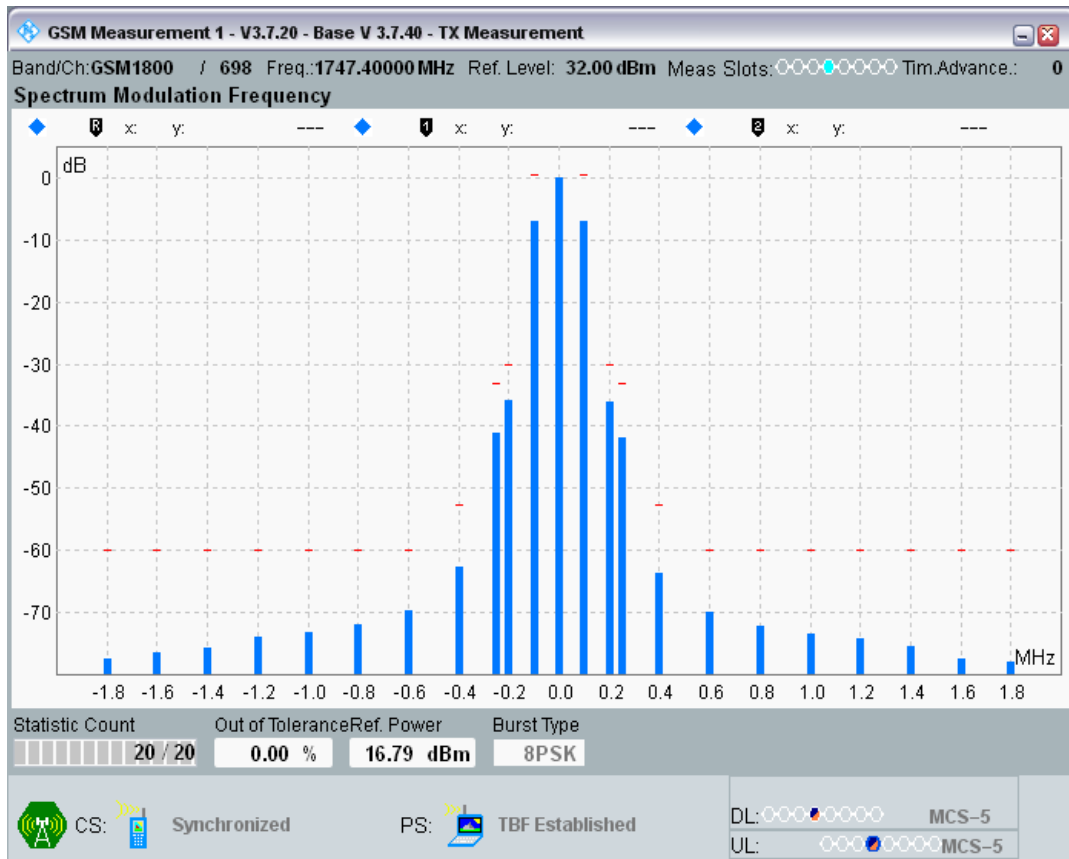 GSM Measurement 1 - V3.7.20 - Base V 3.7.40 - TX Measurement
Band/Ch:GSM1800 / 698 Freq.:1747.40000 MHz Ref. Level: 32.00 dBm Meas Slots: Tim.Advance.: 0
Spectrum Modulation Frequency
R x: y: --- 1 x: y: --- 2 x: y: ---
dB
0
-10
-20
-30
-40
-50
-60
-70
MHz
-1.8 -1.6 -1.4 -1.2 -1.0 -0.8 -0.6 -0.4 -0.2 0.0 0.2 0.4 0.6 0.8 1.0 1.2 1.4 1.6 1.8
Statistic Count Out of Tolerance Ref. Power Burst Type
20 / 20 0.00 % 16.79 dBm 8PSK
CS: Synchronized PS: TBF Established
DL: MCS-5
UL: MCS-5